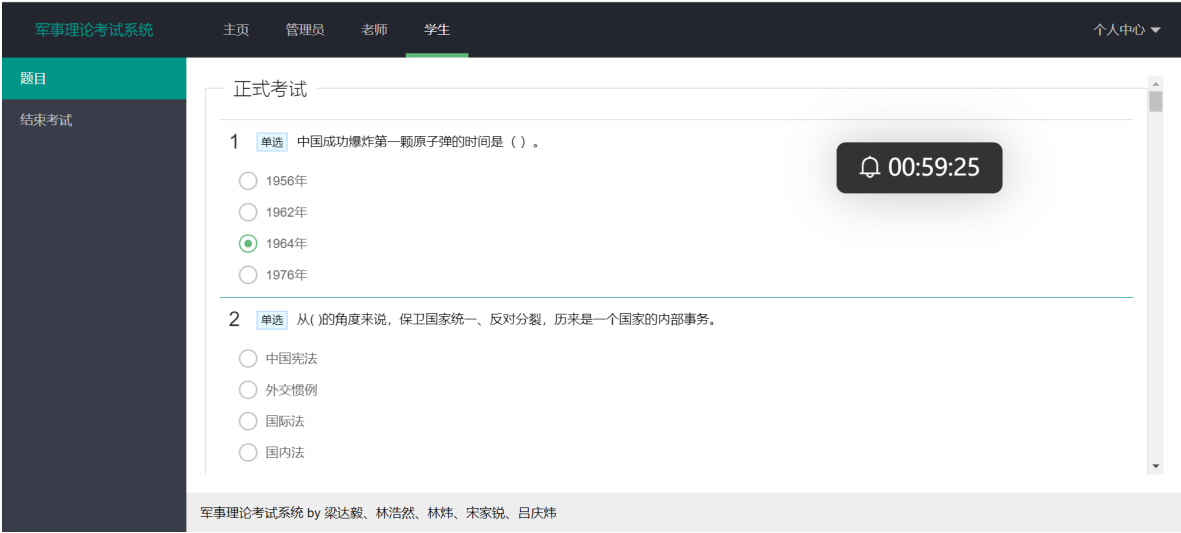 军事理论考试系统 主页 管理员 老师 学生 个人中心
题目
结束考试
正式考试
1 单选 中国成功爆炸第一颗原子弹的时间是（ ）。
00:59:25
1956年
1962年
1964年
1976年
2 单选 从( )的角度来说，保卫国家统一、反对分裂，历来是一个国家的内部事务。
中国宪法
外交惯例
国际法
国内法
军事理论考试系统 by 梁达毅、林浩然、林炜、宋家锐、吕庆炜